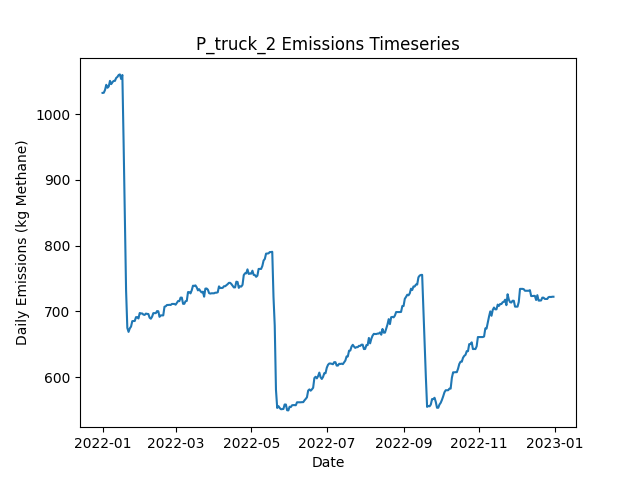 P_truck_2 Emissions Timeseries
Daily Emissions (kg Methane)
1000
900
800
700
600
2022-01 2022-03 2022-05 2022-07 2022-09 2022-11 2023-01
Date